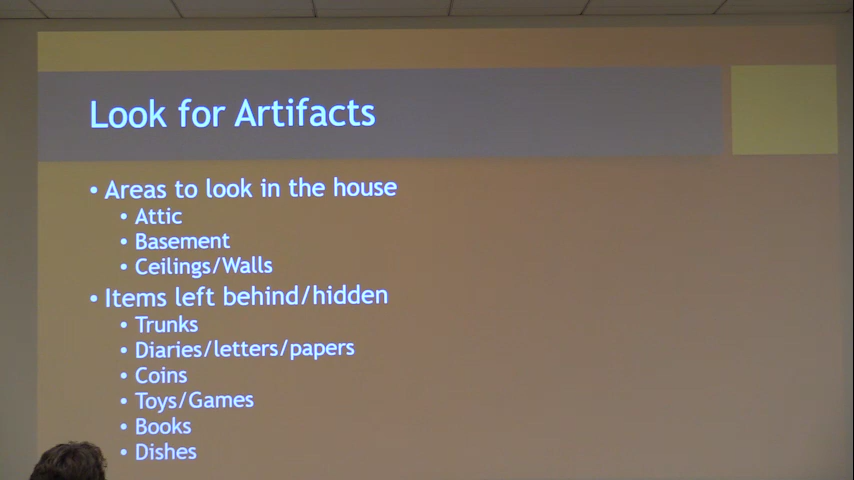 Look for Artifacts
• Areas to look in the house
• Attic
• Basement
• Ceilings/Walls
• Items left behind/hidden
• Trunks
• Diaries/letters/papers
• Coins
• Toys/Games
• Books
• Dishes